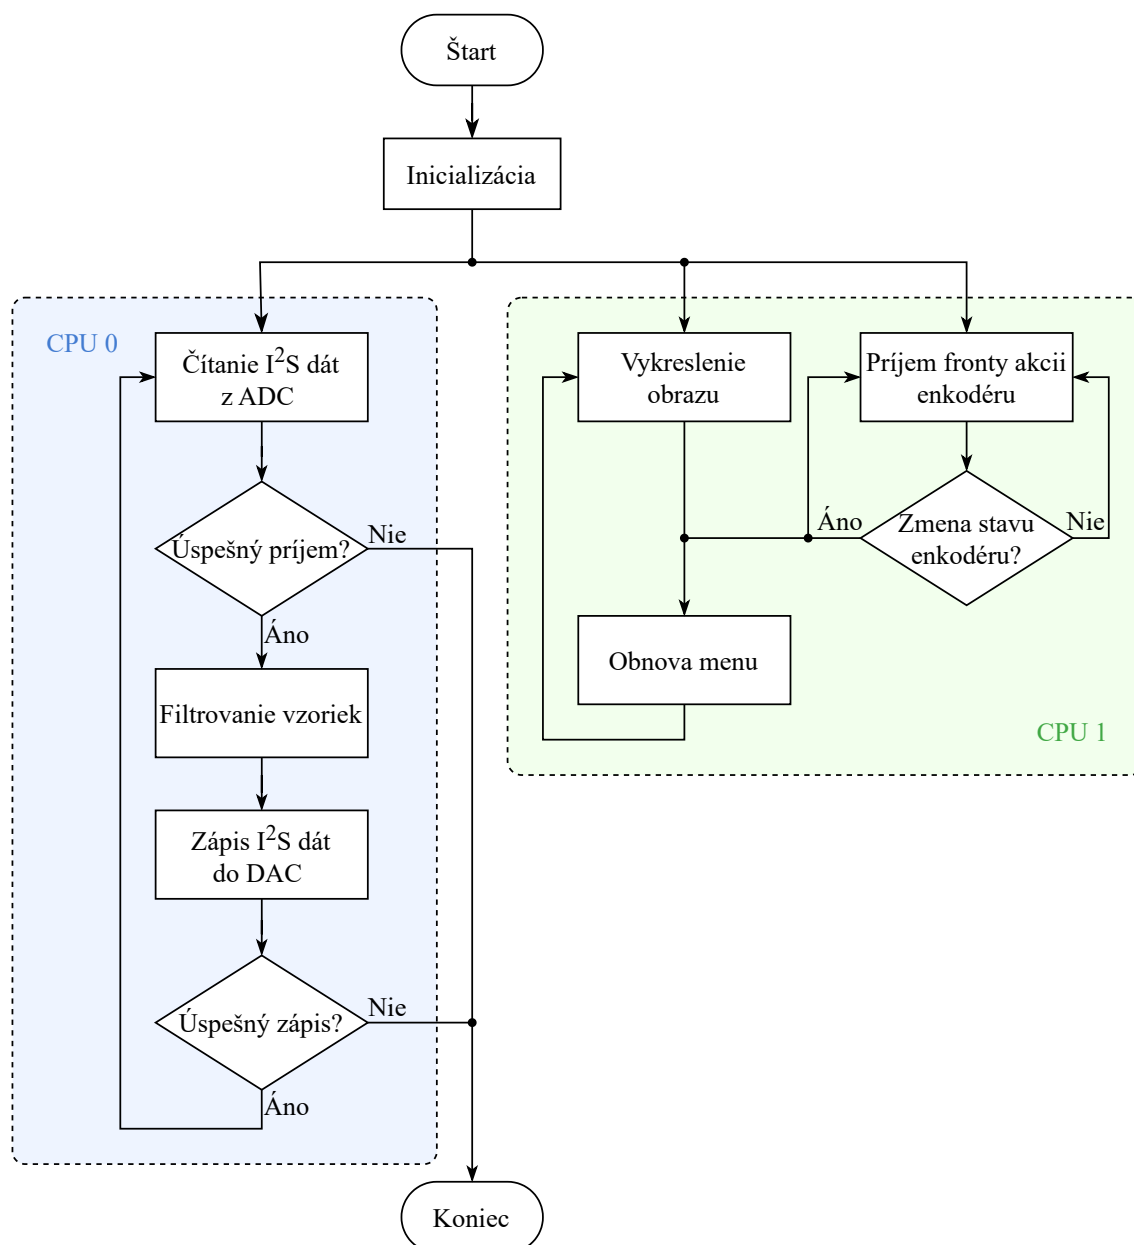 Štart
Inicializácia
CPU 0
Čítanie I²S dát
z ADC
Úspešný príjem?
Nie
Áno
Filtrovanie vzoriek
Zápis I²S dát
do DAC
Úspešný zápis?
Nie
Áno
Vykreslenie
obrazu
Príjem fronty akcii
enkodéru
Áno
Zmena stavu
enkodéru?
Nie
Obnova menu
CPU 1
Koniec